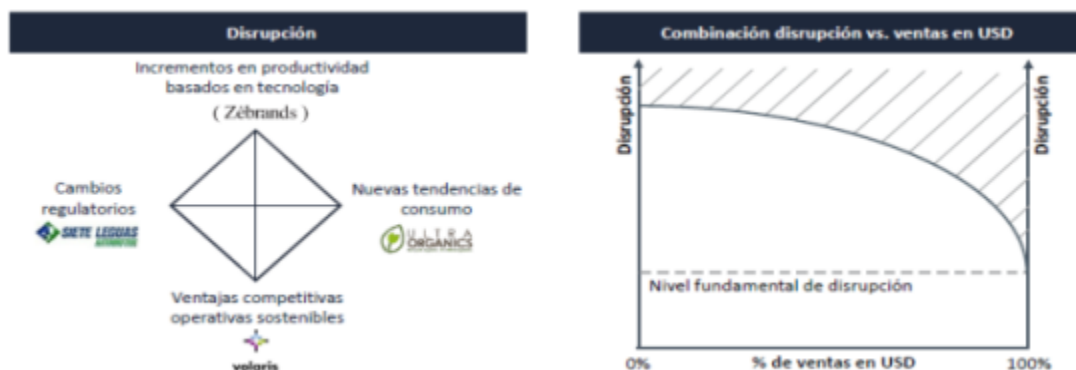 Disrupción
Incrementos en productividad
basados en tecnología
( Zēbrands )
Cambios
regulatorios
SIETE LEGUAS
Nuevas tendencias de
consumo
ULTRA
ORGANICS
Ventajas competitivas
operativas sostenibles
volaris
Combinación disrupción vs. ventas en USD
Disrupción
Disrupción
Nivel fundamental de disrupción
0%
% de ventas en USD
100%